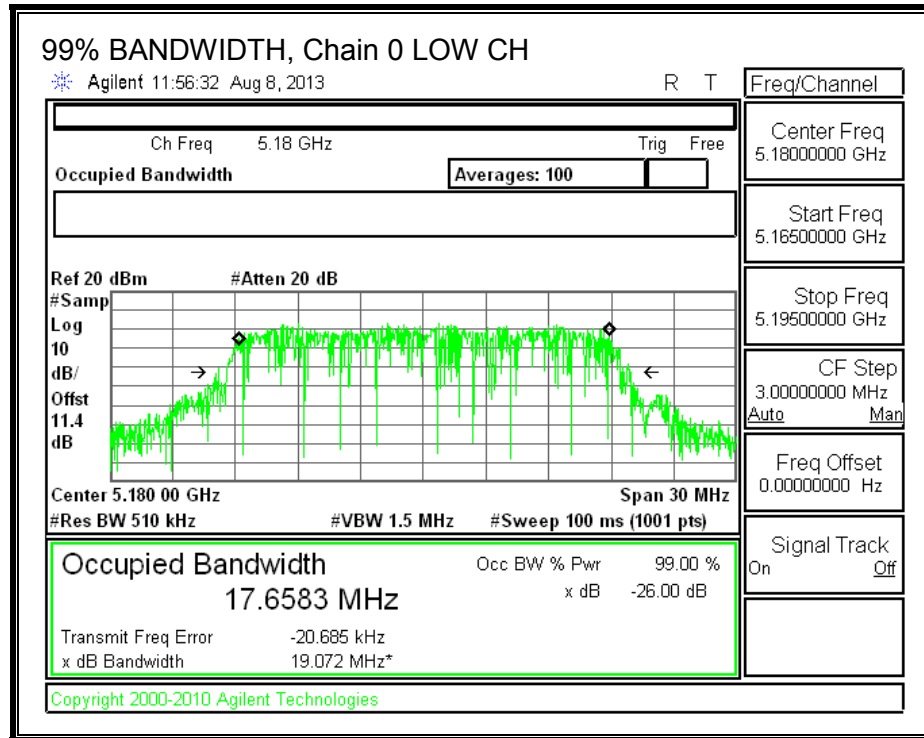 99% BANDWIDTH, Chain 0 LOW CH
Agilent 11:56:32 Aug 8, 2013 R T
Ch Freq 5.18 GHz Trig Free
Occupied Bandwidth Averages: 100
Ref 20 dBm #Atten 20 dB
#Samp
Log
10
dB/
Offst
11.4
dB
Center 5.180 00 GHz Span 30 MHz
#Res BW 510 kHz #VBW 1.5 MHz #Sweep 100 ms (1001 pts)
Occupied Bandwidth Occ BW % Pwr 99.00 %
17.6583 MHz x dB -26.00 dB
Transmit Freq Error -20.685 kHz
x dB Bandwidth 19.072 MHz*
Copyright 2000-2010 Agilent Technologies
Freq/Channel
Center Freq
5.18000000 GHz
Start Freq
5.16500000 GHz
Stop Freq
5.19500000 GHz
CF Step
3.00000000 MHz
Auto Man
Freq Offset
0.00000000 Hz
Signal Track
On Off